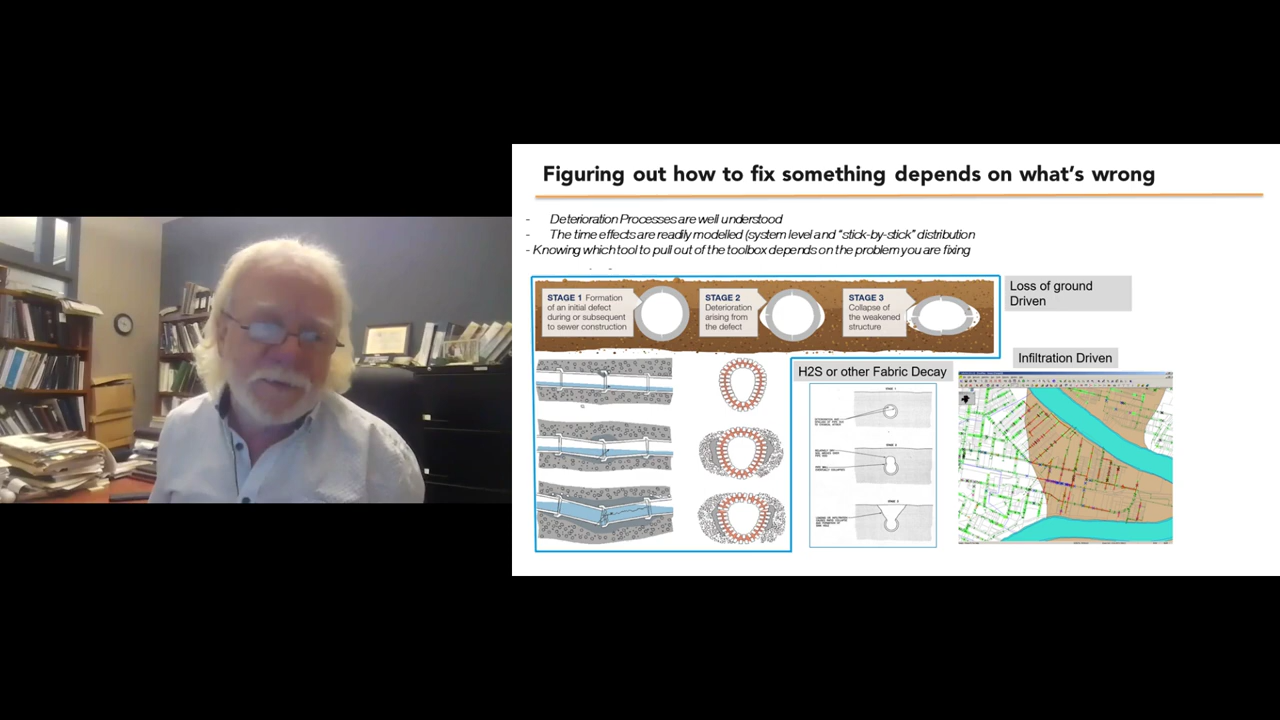 Figuring out how to fix something depends on what's wrong
- Deterioration Processes are well understood
- The time effects are readily modelled (system level and "stick-by-stick" distribution
- Knowing which tool to pull out of the toolbox depends on the problem you are fixing
STAGE 1 Formation
of an initial defect
during or subsequent
to sewer construction
STAGE 2
Deterioration
arising from
the defect
STAGE 3
Collapse of
the weakened
structure
Loss of ground
Driven
Infiltration Driven
H2S or other Fabric Decay